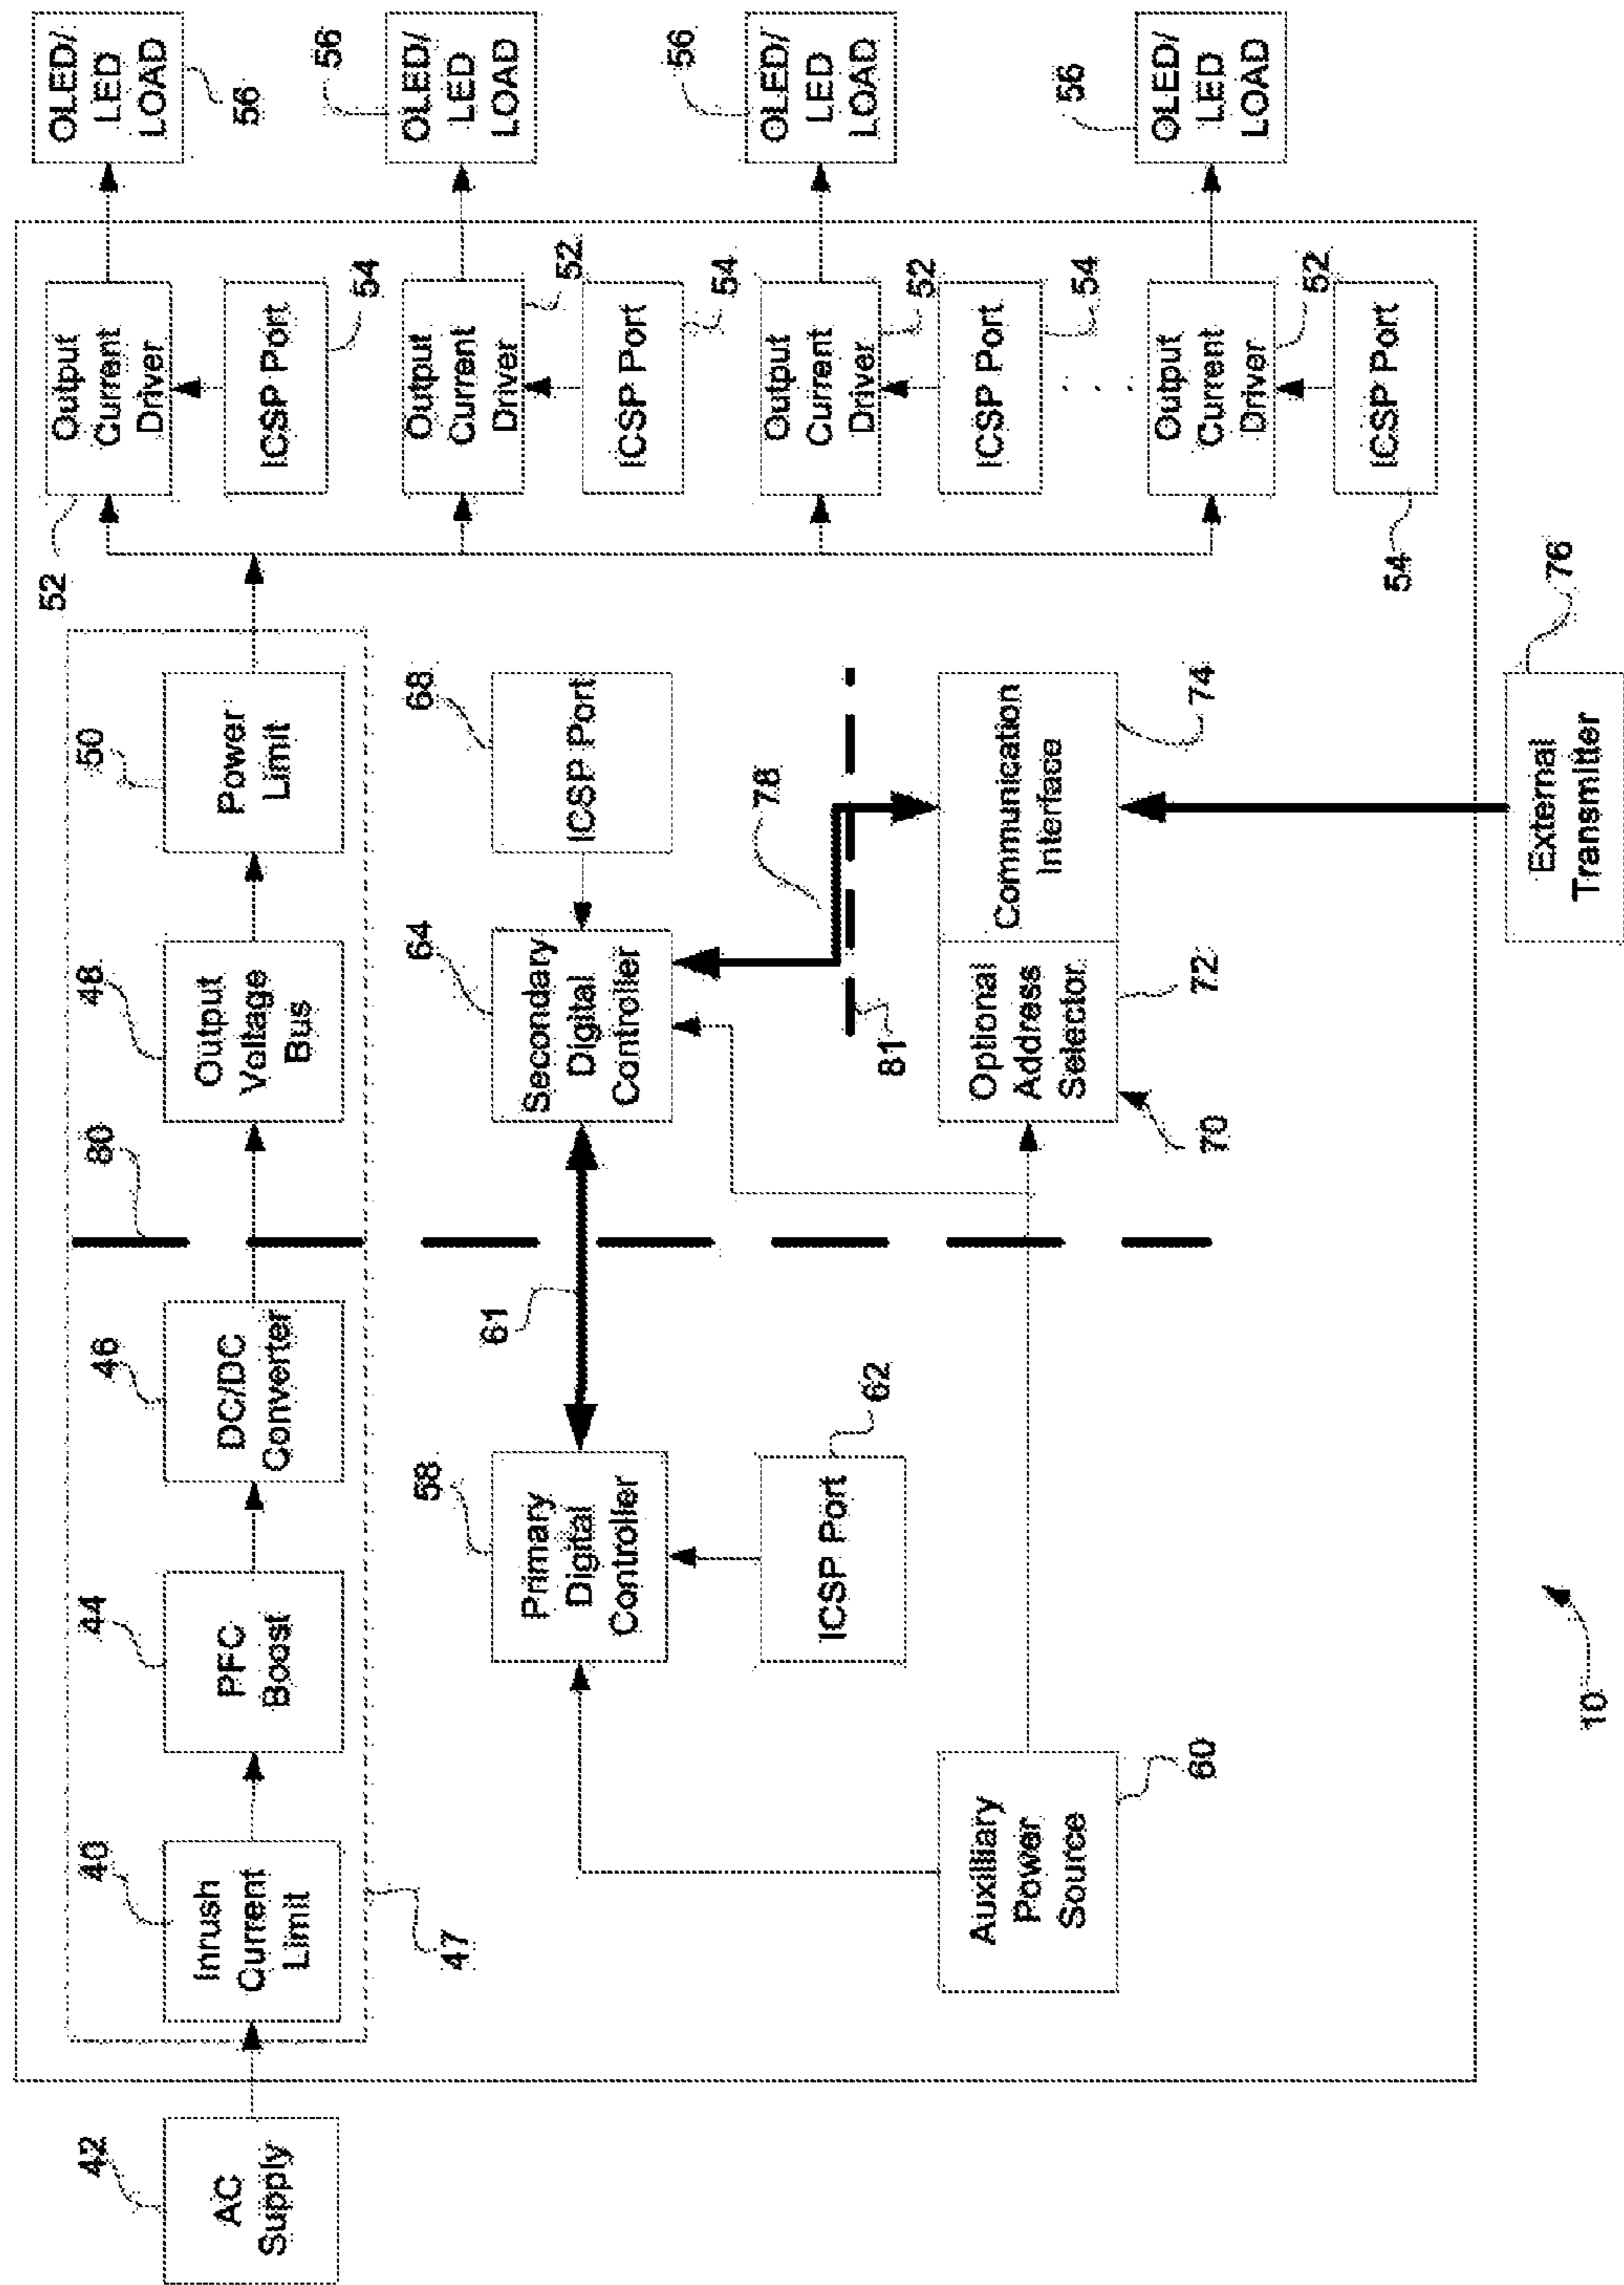 42
AC
Supply
40
Inrush
Current
Limit
47
44
PFC
Boost
46
DC/DC
Converter
80
48
Output
Voltage
Bus
50
Power
Limit
52
Output
Current
Driver
ICSP Port
54
OLED/
LED
LOAD
56
Output
Current
Driver
52
ICSP Port
54
56
OLED/
LED
LOAD
Output
Current
Driver
52
ICSP Port
54
56
OLED/
LED
LOAD
. . . .
Output
Current
Driver
52
ICSP Port
54
56
OLED/
LED
LOAD
58
Primary
Digital
Controller
61
64
Secondary
Digital
Controller
68
ICSP Port
62
ICSP Port
78
81
Auxilliary
Power
Source
60
Optional
Address
Selector
72
70
Communication
Interface
74
External
Transmitter
76
10